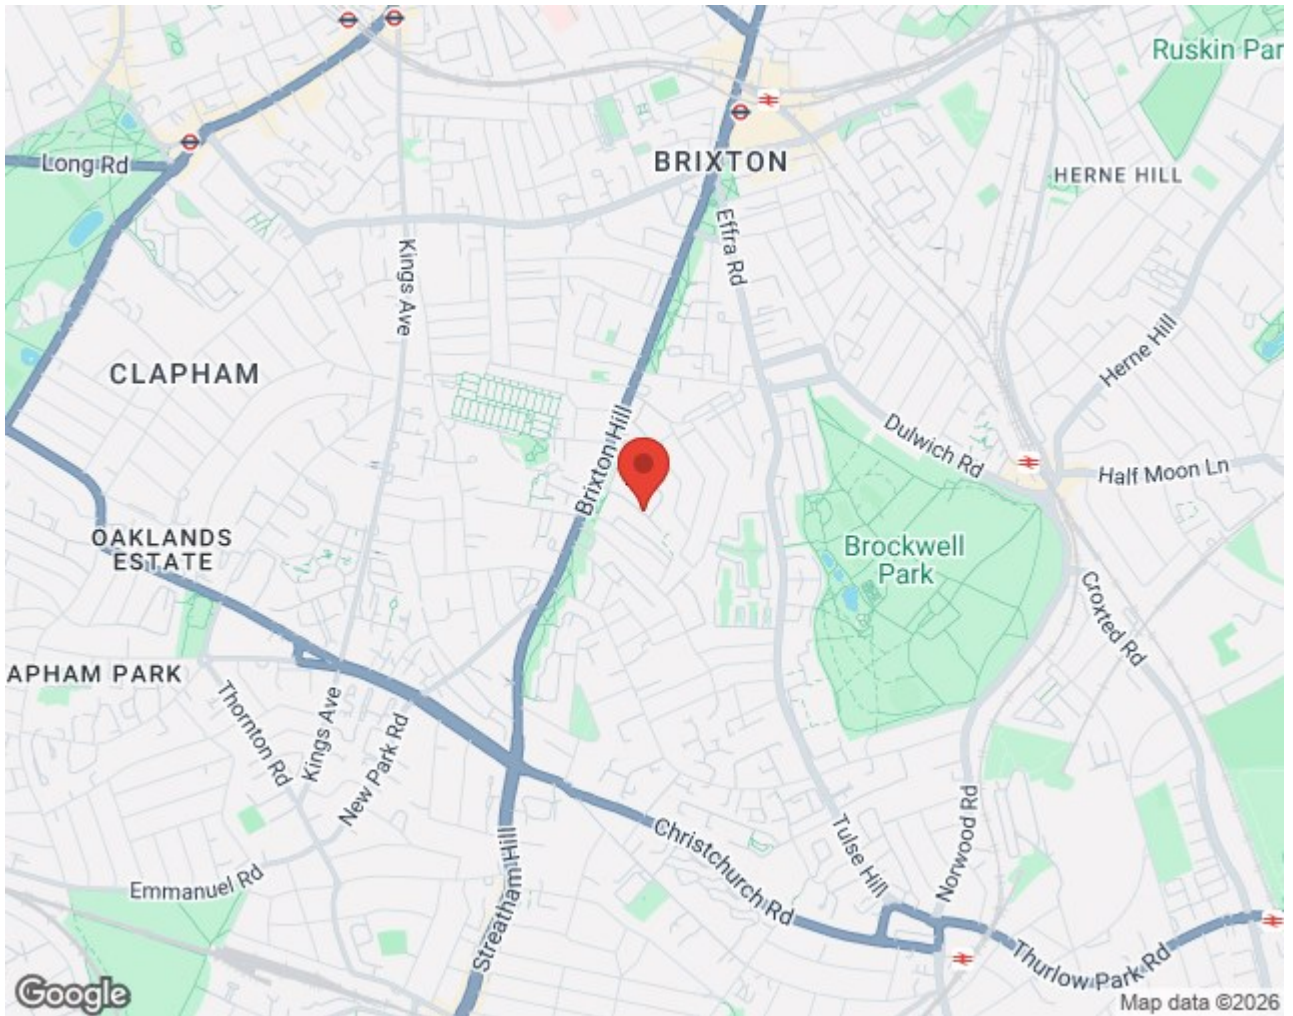 Ruskin Par
Long Rd
BRIXTON
HERNE HILL
Effra Rd
Kings Ave
Herne Hill
CLAPHAM
Brixton Hill
Dulwich Rd
Half Moon Ln
OAKLANDS
ESTATE
Brockwell
Park
Croxted Rd
APHAM PARK
Thornton Rd
Kings Ave
New Park Rd
Christchurch Rd
Tulse Hill
Norwood Rd
Streatham Hill
Emmanuel Rd
Thurlow Park Rd
Google
Map data ©2026